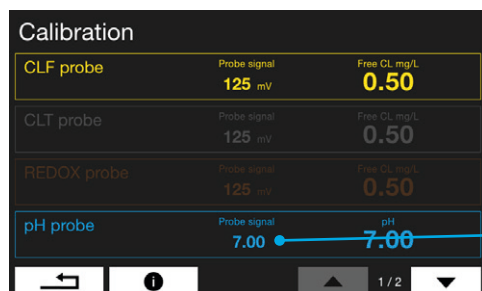 Calibration
CLF probe Probe signal Free CL mg/L
125 mV 0.50
CLT probe Probe signal Free CL mg/L
125 mV 0.50
REDOX probe Probe signal Free CL mg/L
125 mV 0.50
pH probe Probe signal pH
7.00 7.00
1/2